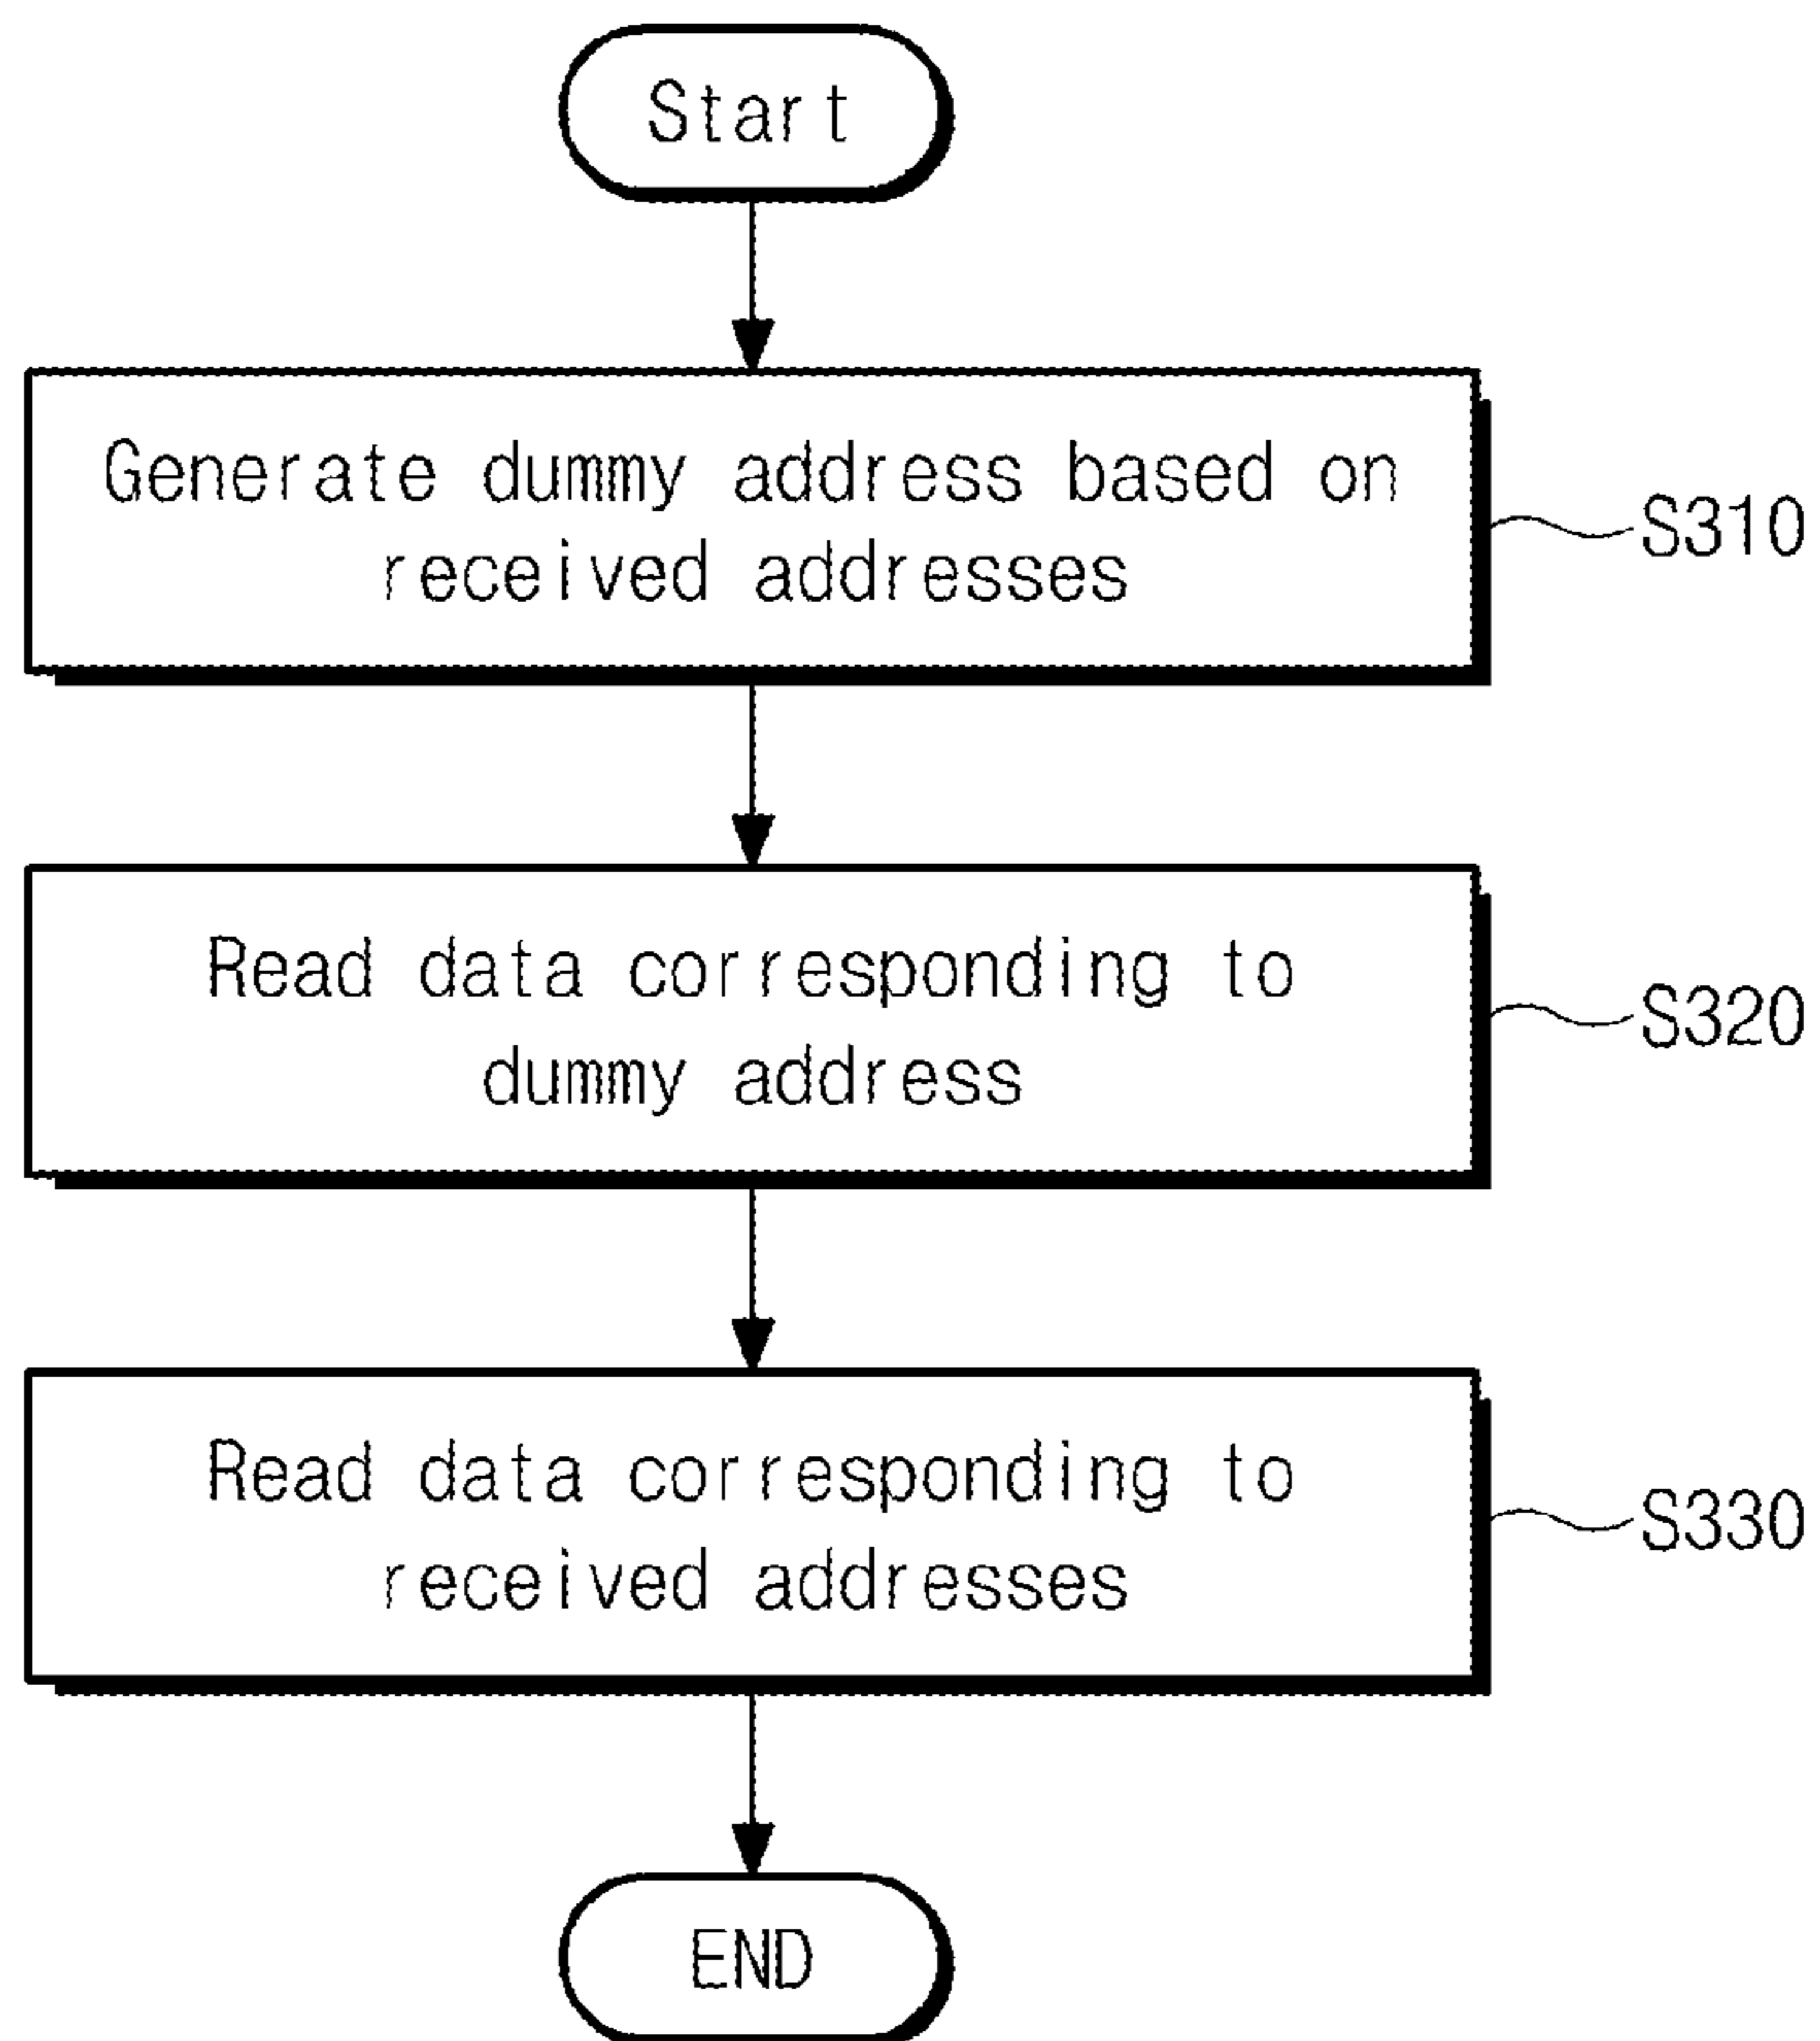 Start
Generate dummy address based on
received addresses
S310
Read data corresponding to
dummy address
S320
Read data corresponding to
received addresses
S330
END